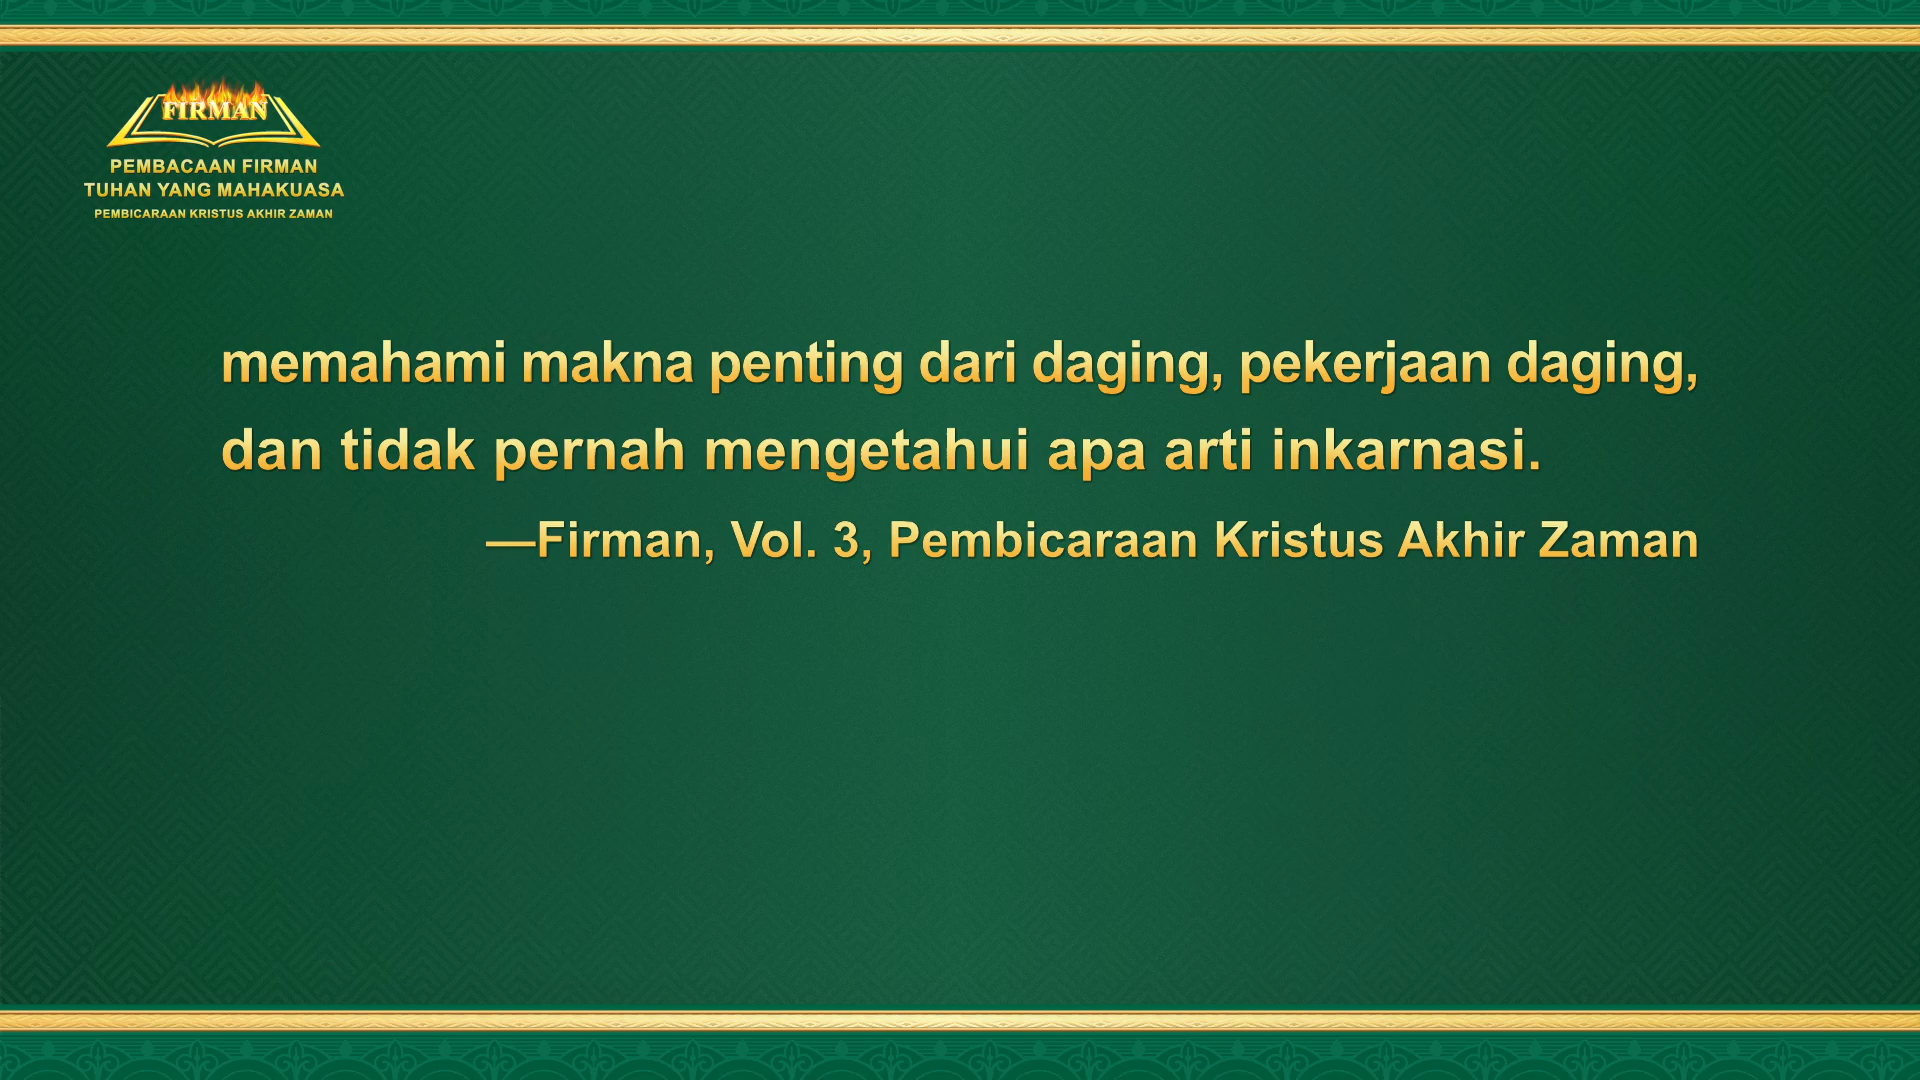 FIRMAN
PEMBACAAN FIRMAN
TUHAN YANG MAHAKUASA
PEMBICARAAN KRISTUS AKHIR ZAMAN
memahami makna penting dari daging, pekerjaan daging,
dan tidak pernah mengetahui apa arti inkarnasi.
—Firman, Vol. 3, Pembicaraan Kristus Akhir Zaman